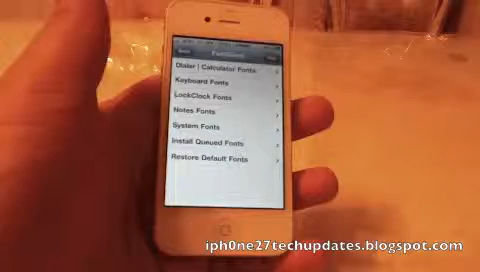 Dialer | Calculator Fonts
Keyboard Fonts
LockClock Fonts
Notes Fonts
System Fonts
Install Queued Fonts
Restore Default Fonts
iph0ne27techupdates.blogspot.com